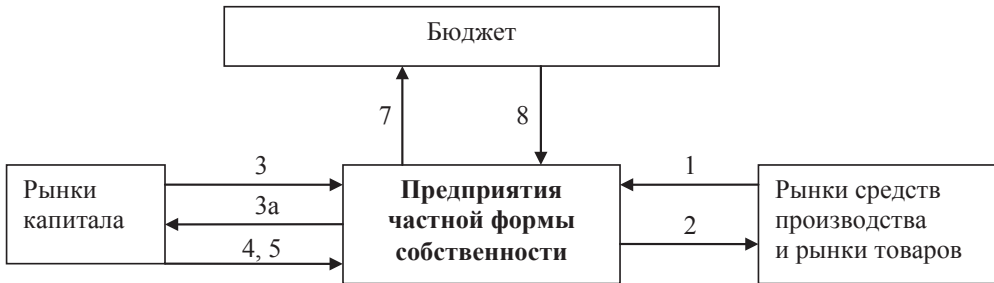 Бюджет
7
8
Рынки
капитала
3
3а
4, 5
Предприятия
частной формы
собственности
1
2
Рынки средств
производства
и рынки товаров